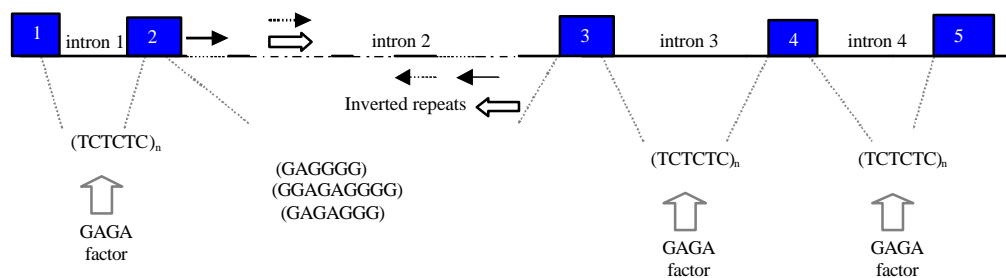 1
intron 1
2
intron 2
3
intron 3
4
intron 4
5
Inverted repeats
(TCTCTC)n
(GAGGGG)
(GGAGAGGGG)
(GAGAGGG)
(TCTCTC)n
(TCTCTC)n
GAGA
factor
GAGA
factor
GAGA
factor